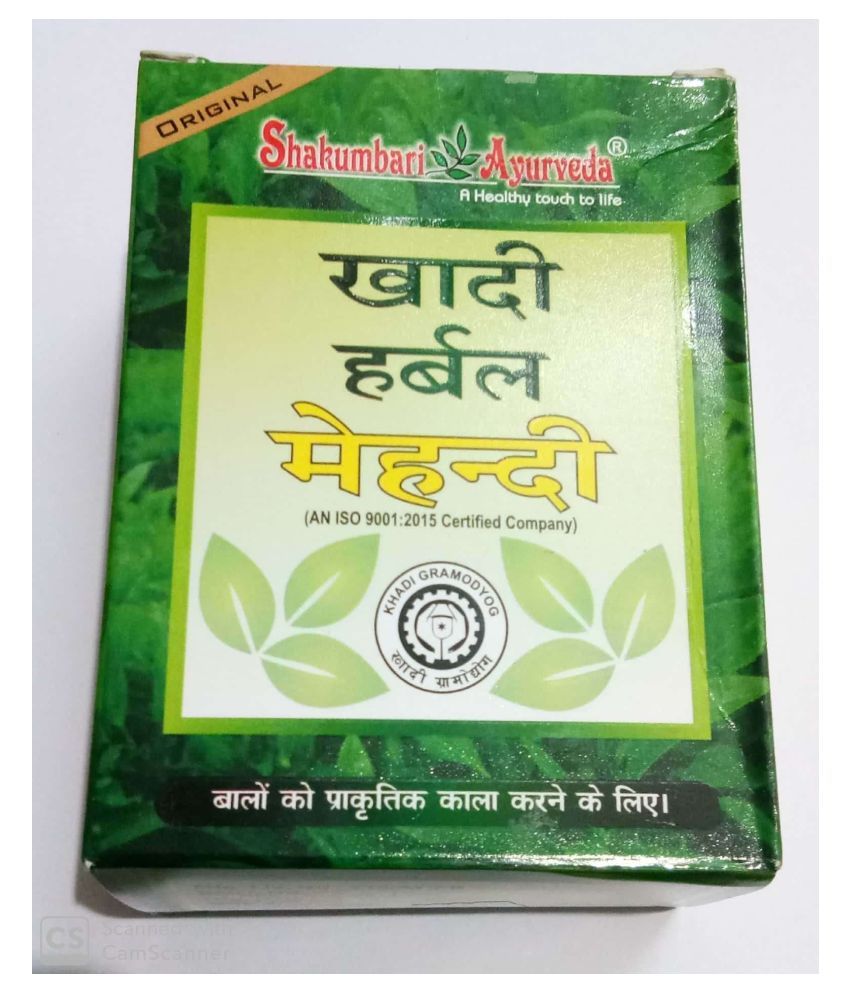 ORIGINAL
Shakumbari Ayurveda®
A Healthy touch to life
खादी
हर्बल
मेहन्दी
(AN ISO 9001:2015 Certified Company)
KHADI GRAMODYOG
खादी ग्रामोद्योग
बालों को प्राकृतिक काला करने के लिए।
CS Scanned with
CamScanner